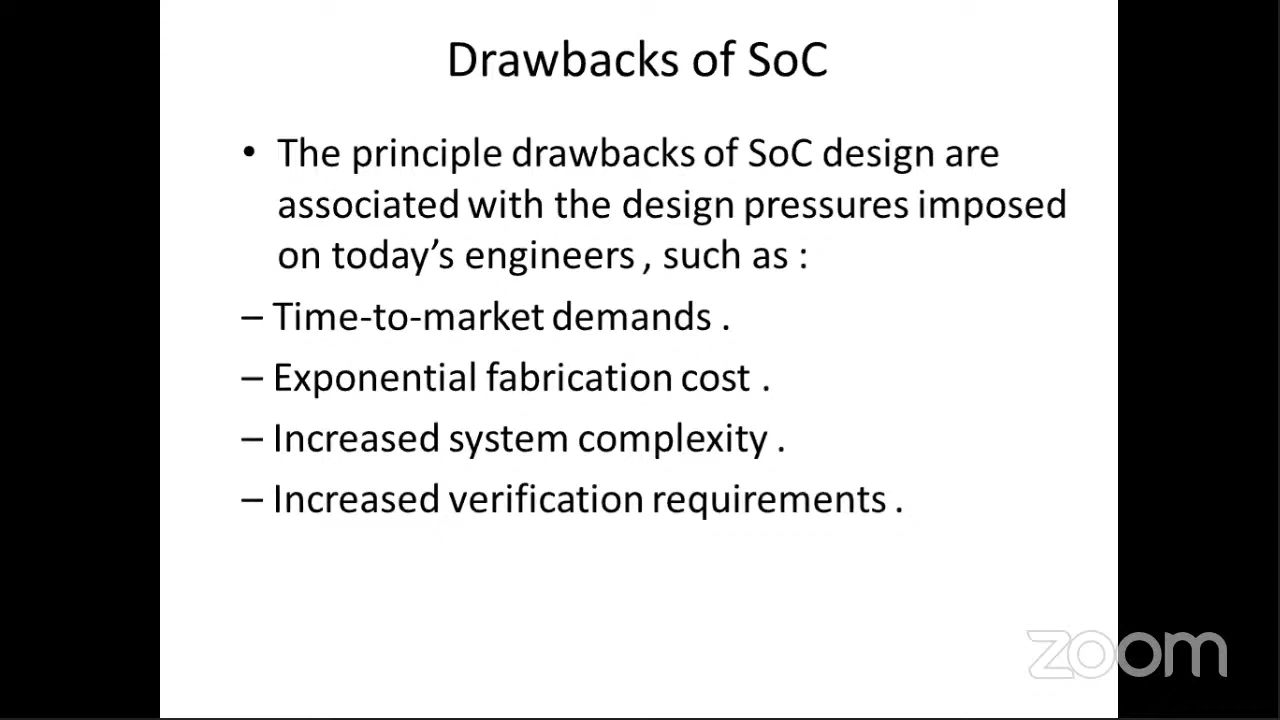 Drawbacks of SoC
• The principle drawbacks of SoC design are
associated with the design pressures imposed
on today’s engineers , such as :
– Time-to-market demands .
– Exponential fabrication cost .
– Increased system complexity .
– Increased verification requirements .
zoom